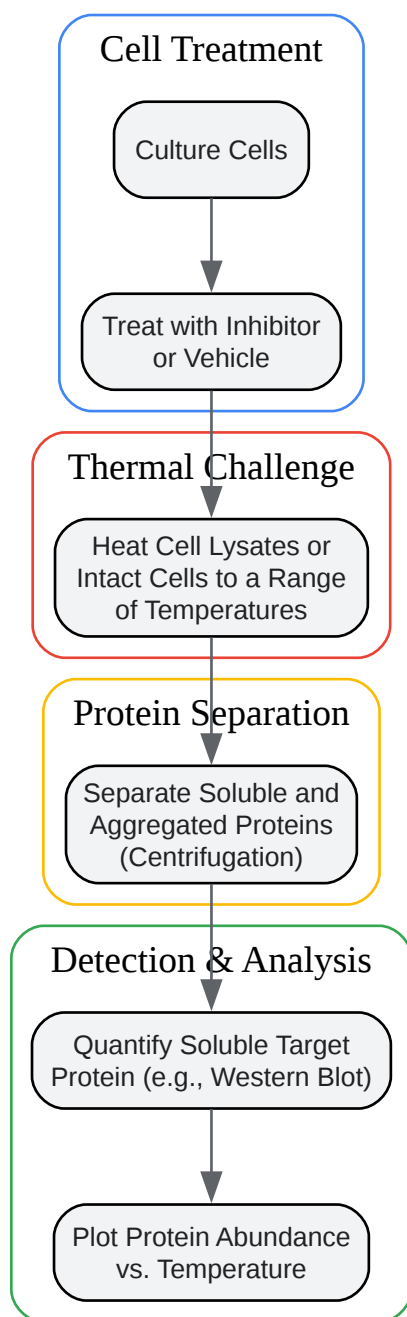 Cell Treatment
Culture Cells
Treat with Inhibitor
or Vehicle
Thermal Challenge
Heat Cell Lysates or
Intact Cells to a Range
of Temperatures
Protein Separation
Separate Soluble and
Aggregated Proteins
(Centrifugation)
Detection & Analysis
Quantify Soluble Target
Protein (e.g., Western Blot)
Plot Protein Abundance
vs. Temperature